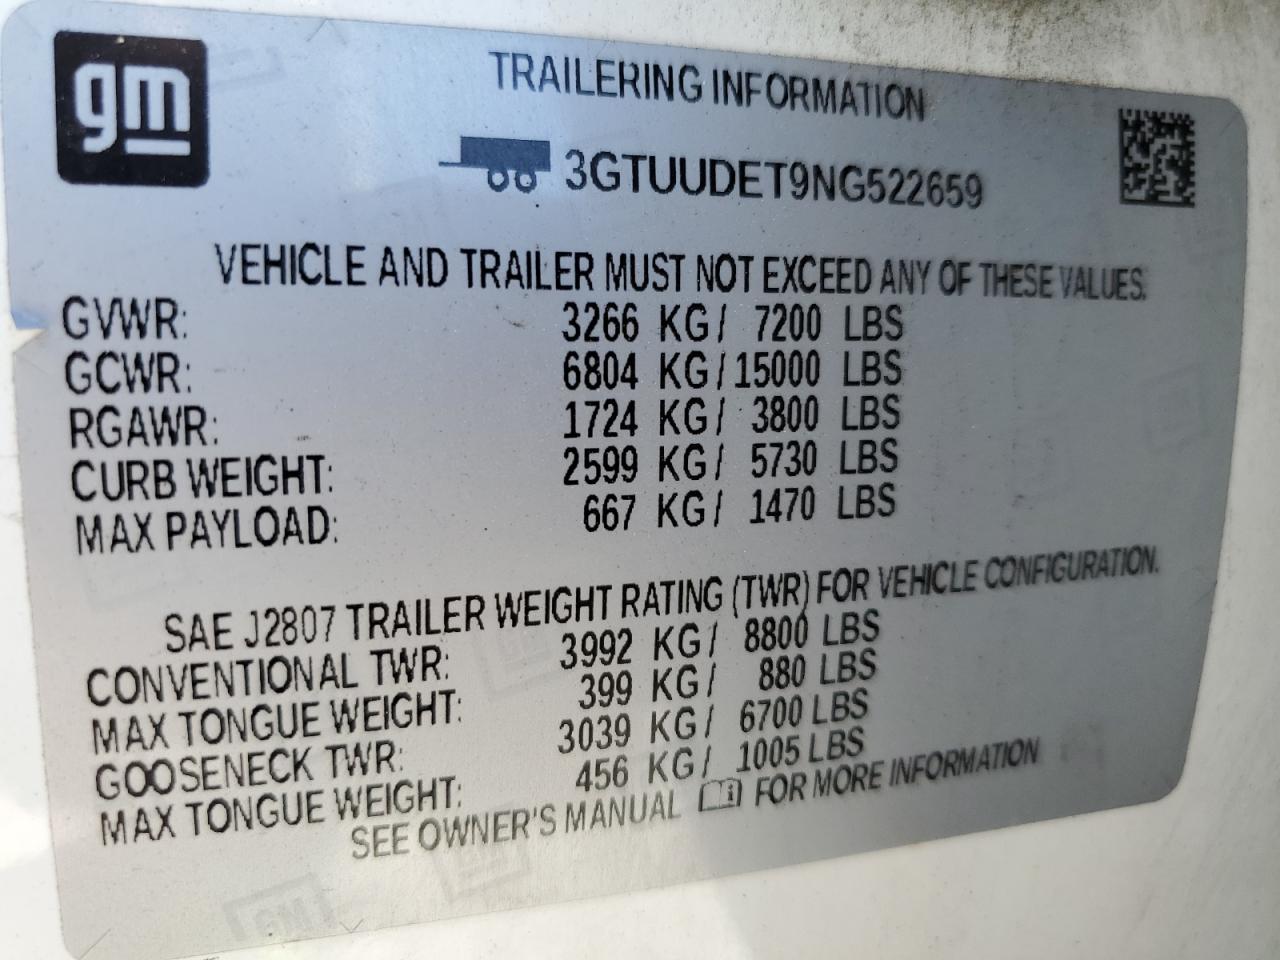 gm
TRAILERING INFORMATION
3GTUUDET9NG522659
VEHICLE AND TRAILER MUST NOT EXCEED ANY OF THESE VALUES.
GVWR: 3266 KG/ 7200 LBS
GCWR: 6804 KG/15000 LBS
RGAWR: 1724 KG/ 3800 LBS
CURB WEIGHT: 2599 KG/ 5730 LBS
MAX PAYLOAD: 667 KG/ 1470 LBS
SAE J2807 TRAILER WEIGHT RATING (TWR) FOR VEHICLE CONFIGURATION.
CONVENTIONAL TWR: 3992 KG/ 8800 LBS
MAX TONGUE WEIGHT: 399 KG/ 880 LBS
GOOSENECK TWR: 3039 KG/ 6700 LBS
MAX TONGUE WEIGHT: 456 KG/ 1005 LBS
SEE OWNER'S MANUAL FOR MORE INFORMATION
GM